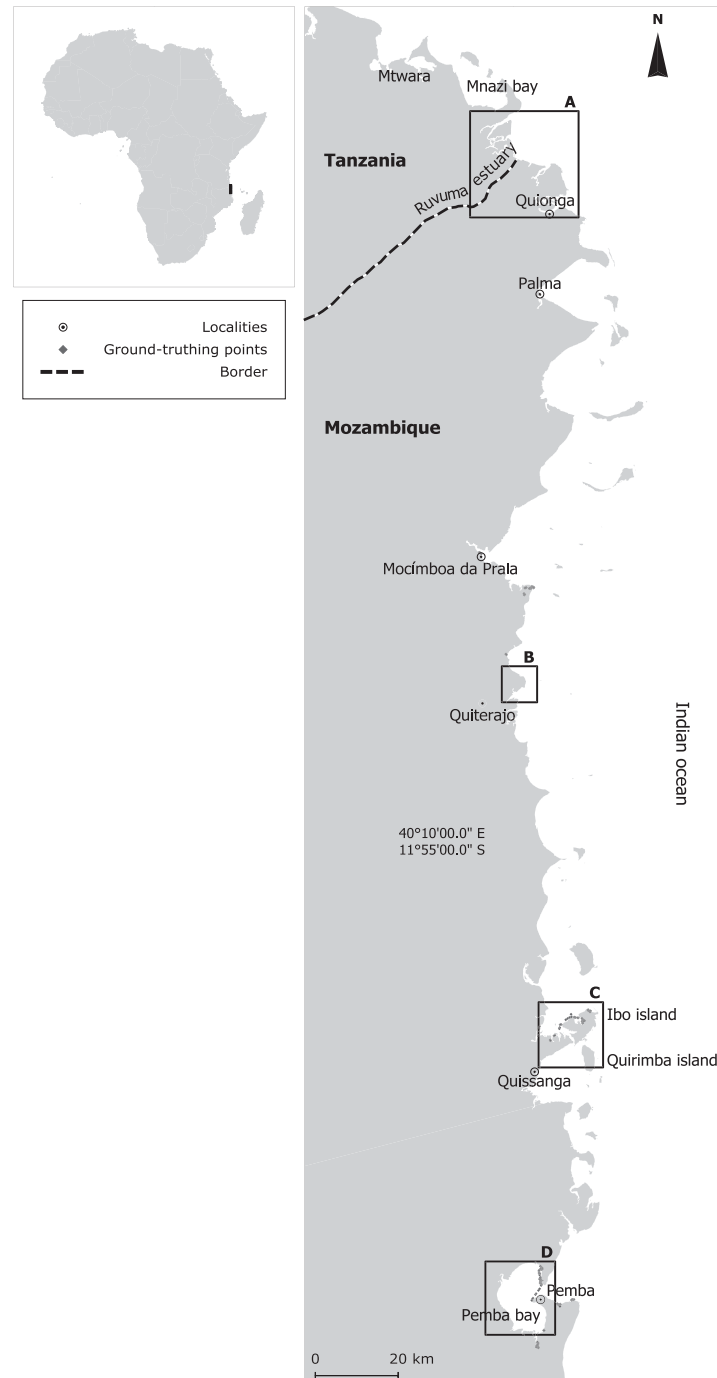 N
Mtwara
Mnazi bay
A
Tanzania
Ruvuma estuary
Quionga
Palma
Localities
Ground-truthing points
Border
Mozambique
Mocímboa da Prala
B
Quiterajo
Indian ocean
40°10'00.0" E
11°55'00.0" S
C
Ibo island
Quirimba island
Quissanga
D
Pemba
Pemba bay
0 20 km